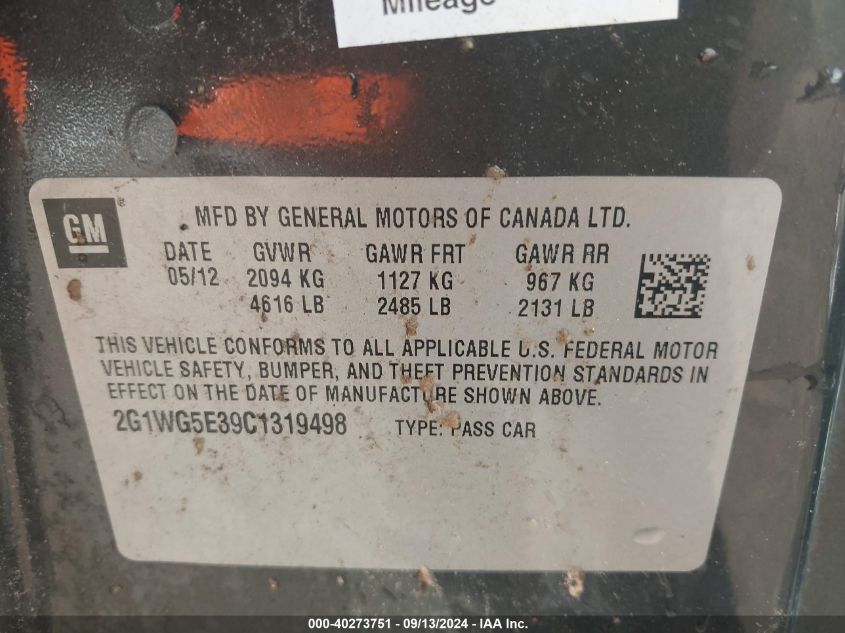 Mileage
GM
MFD BY GENERAL MOTORS OF CANADA LTD.
DATE GVWR GAWR FRT GAWR RR
05/12 2094 KG 1127 KG 967 KG
4616 LB 2485 LB 2131 LB
THIS VEHICLE CONFORMS TO ALL APPLICABLE U.S. FEDERAL MOTOR
VEHICLE SAFETY, BUMPER, AND THEFT PREVENTION STANDARDS IN
EFFECT ON THE DATE OF MANUFACTURE SHOWN ABOVE.
2G1WG5E39C1319498 TYPE: PASS CAR
000-40273751 - 09/13/2024 - IAA, Inc.